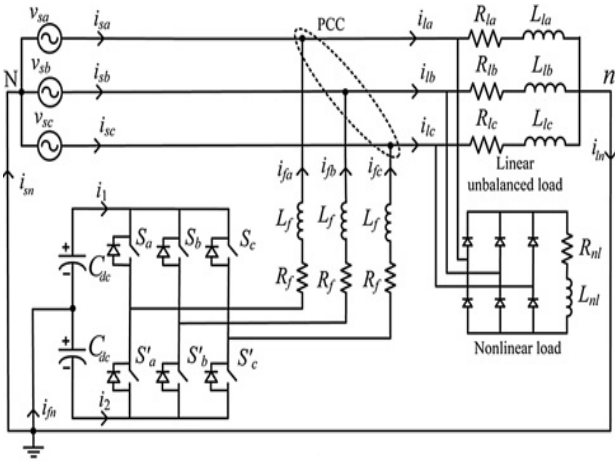 v_sa
i_sa
PCC
i_la
R_la
L_la
N
v_sb
i_sb
i_lb
R_lb
L_lb
n
v_sc
i_sc
i_lc
R_lc
L_lc
i_sn
i_fa
i_fb
i_fc
Linear
unbalanced load
i_ln
i_1
L_f
L_f
L_f
S_a
S_b
S_c
+
C_dc
-
R_f
R_f
R_f
R_nl
L_nl
+
C_dc
-
S'_a
S'_b
S'_c
Nonlinear load
i_fn
i_2